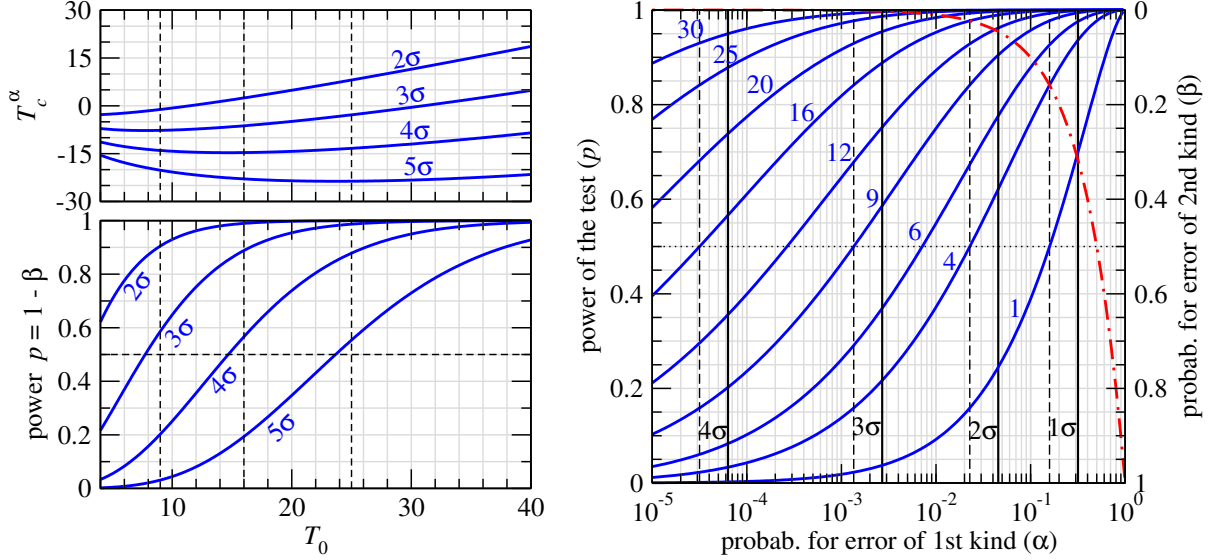 30
15
0
-15
-30
T_c^α
2σ
3σ
4σ
5σ
1
0.8
0.6
0.4
0.2
0
power p = 1 - β
2σ
3σ
4σ
5σ
10
20
30
40
T_0
1
0.8
0.6
0.4
0.2
0
power of the test (p)
30
25
20
16
12
9
6
4
1
4σ
3σ
2σ
1σ
10^-5
10^-4
10^-3
10^-2
10^-1
10^0
probab. for error of 1st kind (α)
0
0.2
0.4
0.6
0.8
1
probab. for error of 2nd kind (β)